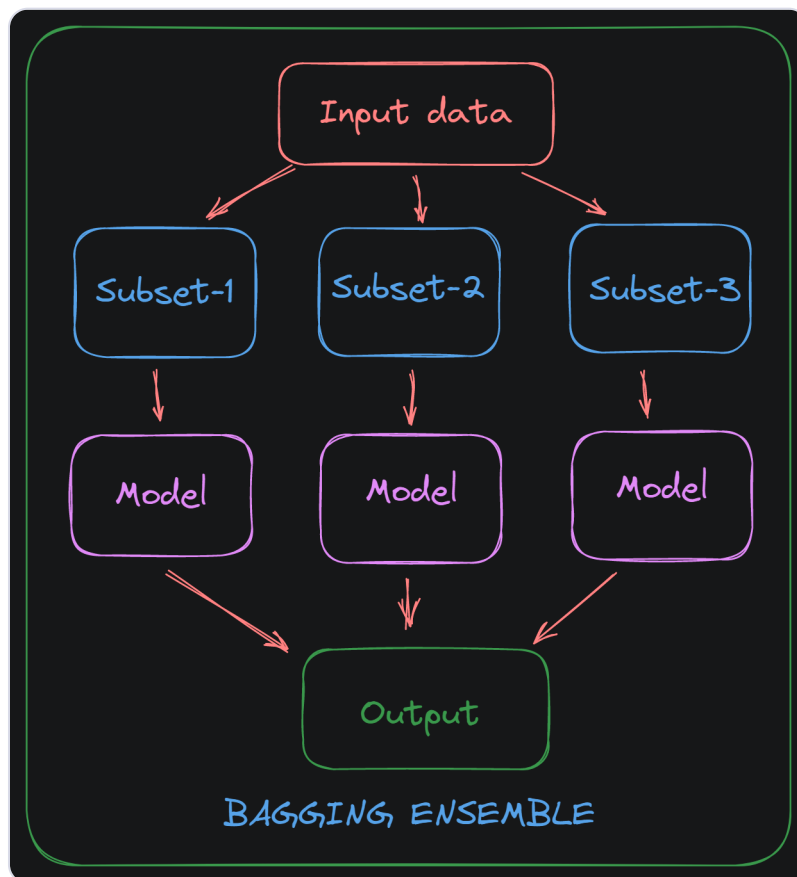 Input data
Subset-1
Subset-2
Subset-3
Model
Model
Model
Output
BAGGING ENSEMBLE